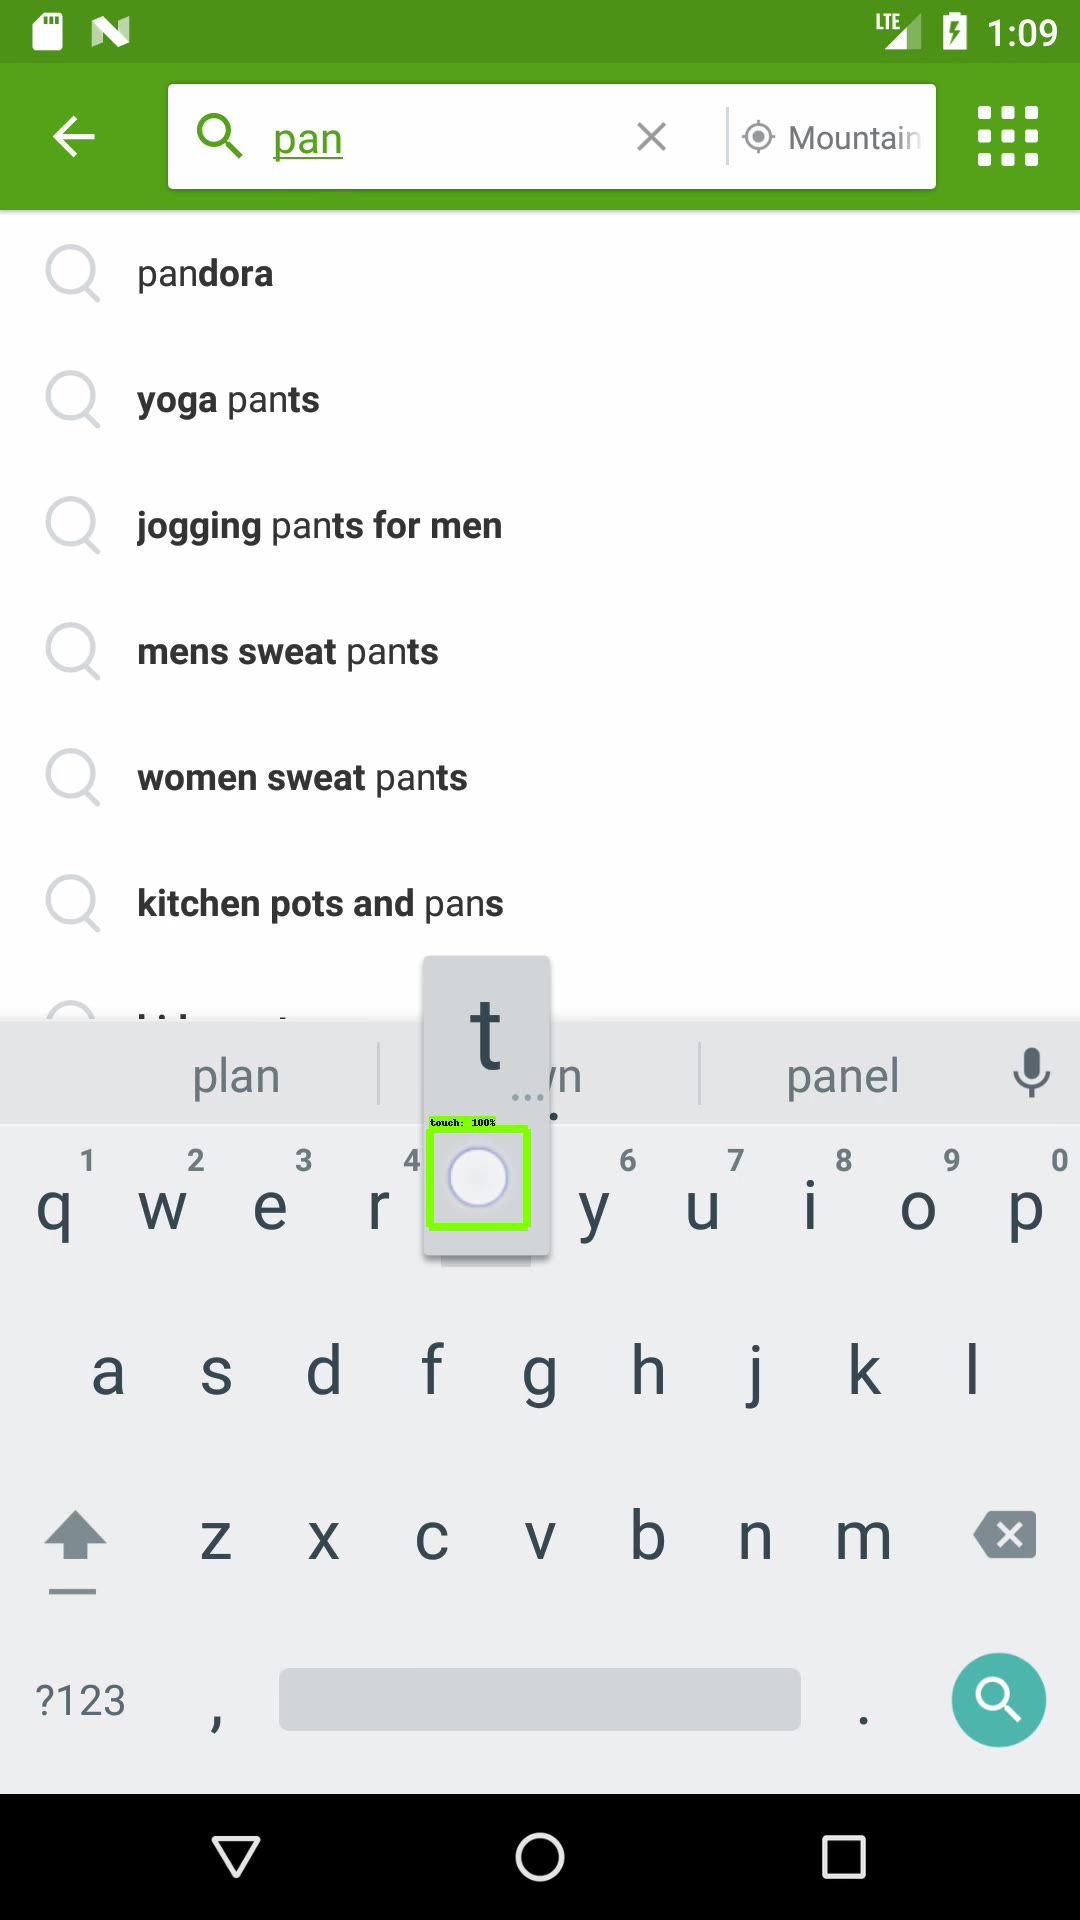 LTE 1:09
pan Mountain
pandora
yoga pants
jogging pants for men
mens sweat pants
women sweat pants
kitchen pots and pans
t
plan panel
touch: 100%
1 2 3 4 6 7 8 9 0
q w e r y u i o p
a s d f g h j k l
z x c v b n m
?123 , .